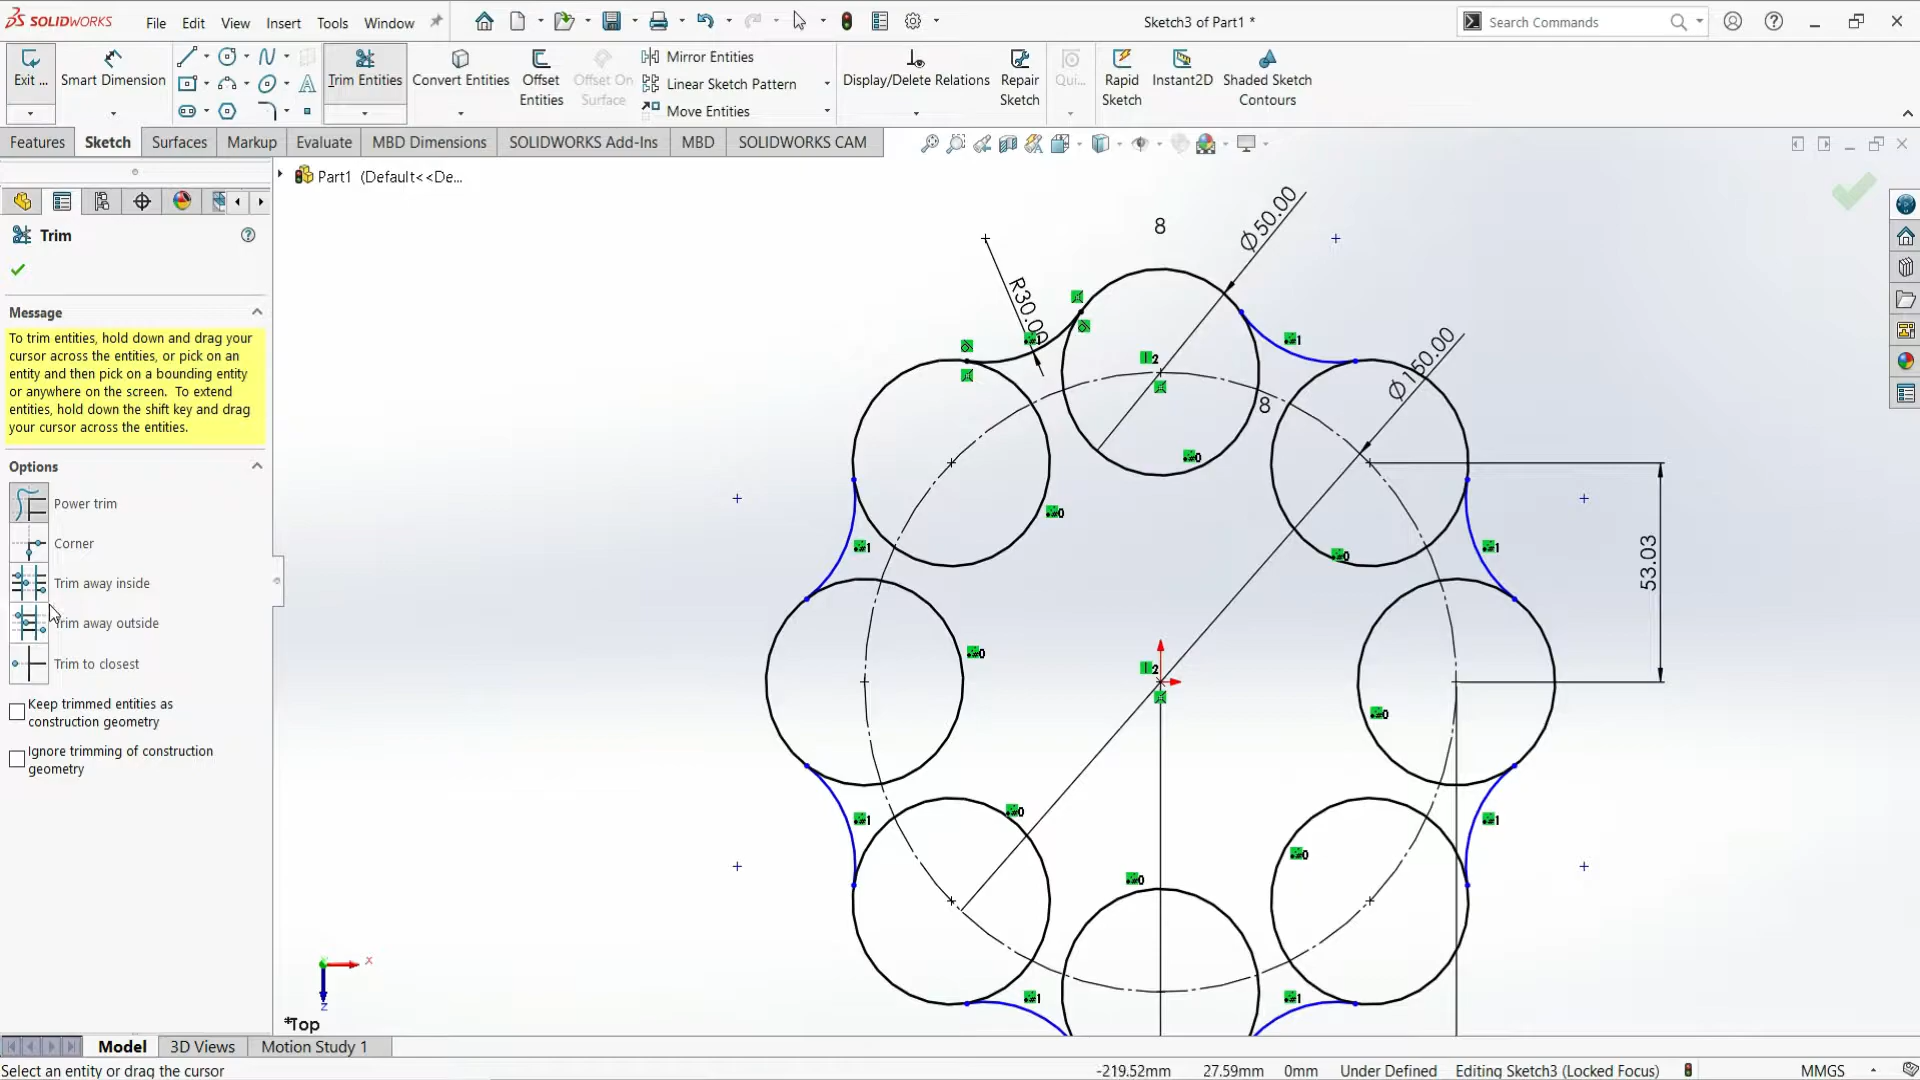 SOLIDWORKS File Edit View Insert Tools Window Sketch3 of Part1 * Search Commands
Exit ... Smart Dimension Trim Entities Convert Entities Offset Entities Offset On Surface Mirror Entities Linear Sketch Pattern Move Entities Display/Delete Relations Repair Sketch Qui... Rapid Sketch Instant2D Shaded Sketch Contours
Features Sketch Surfaces Markup Evaluate MBD Dimensions SOLIDWORKS Add-Ins MBD SOLIDWORKS CAM
Part1 (Default<<De...
Trim
Message
To trim entities, hold down and drag your
cursor across the entities, or pick on an
entity and then pick on a bounding entity
or anywhere on the screen. To extend
entities, hold down the shift key and drag
your cursor across the entities.
Options
Power trim
Corner
Trim away inside
Trim away outside
Trim to closest
Keep trimmed entities as
construction geometry
Ignore trimming of construction
geometry
8
Ø50.00
R30.00
Ø150.00
8
53.03
X
Z
*Top
Model 3D Views Motion Study 1
Select an entity or drag the cursor -219.52mm 27.59mm 0mm Under Defined Editing Sketch3 (Locked Focus) MMGS